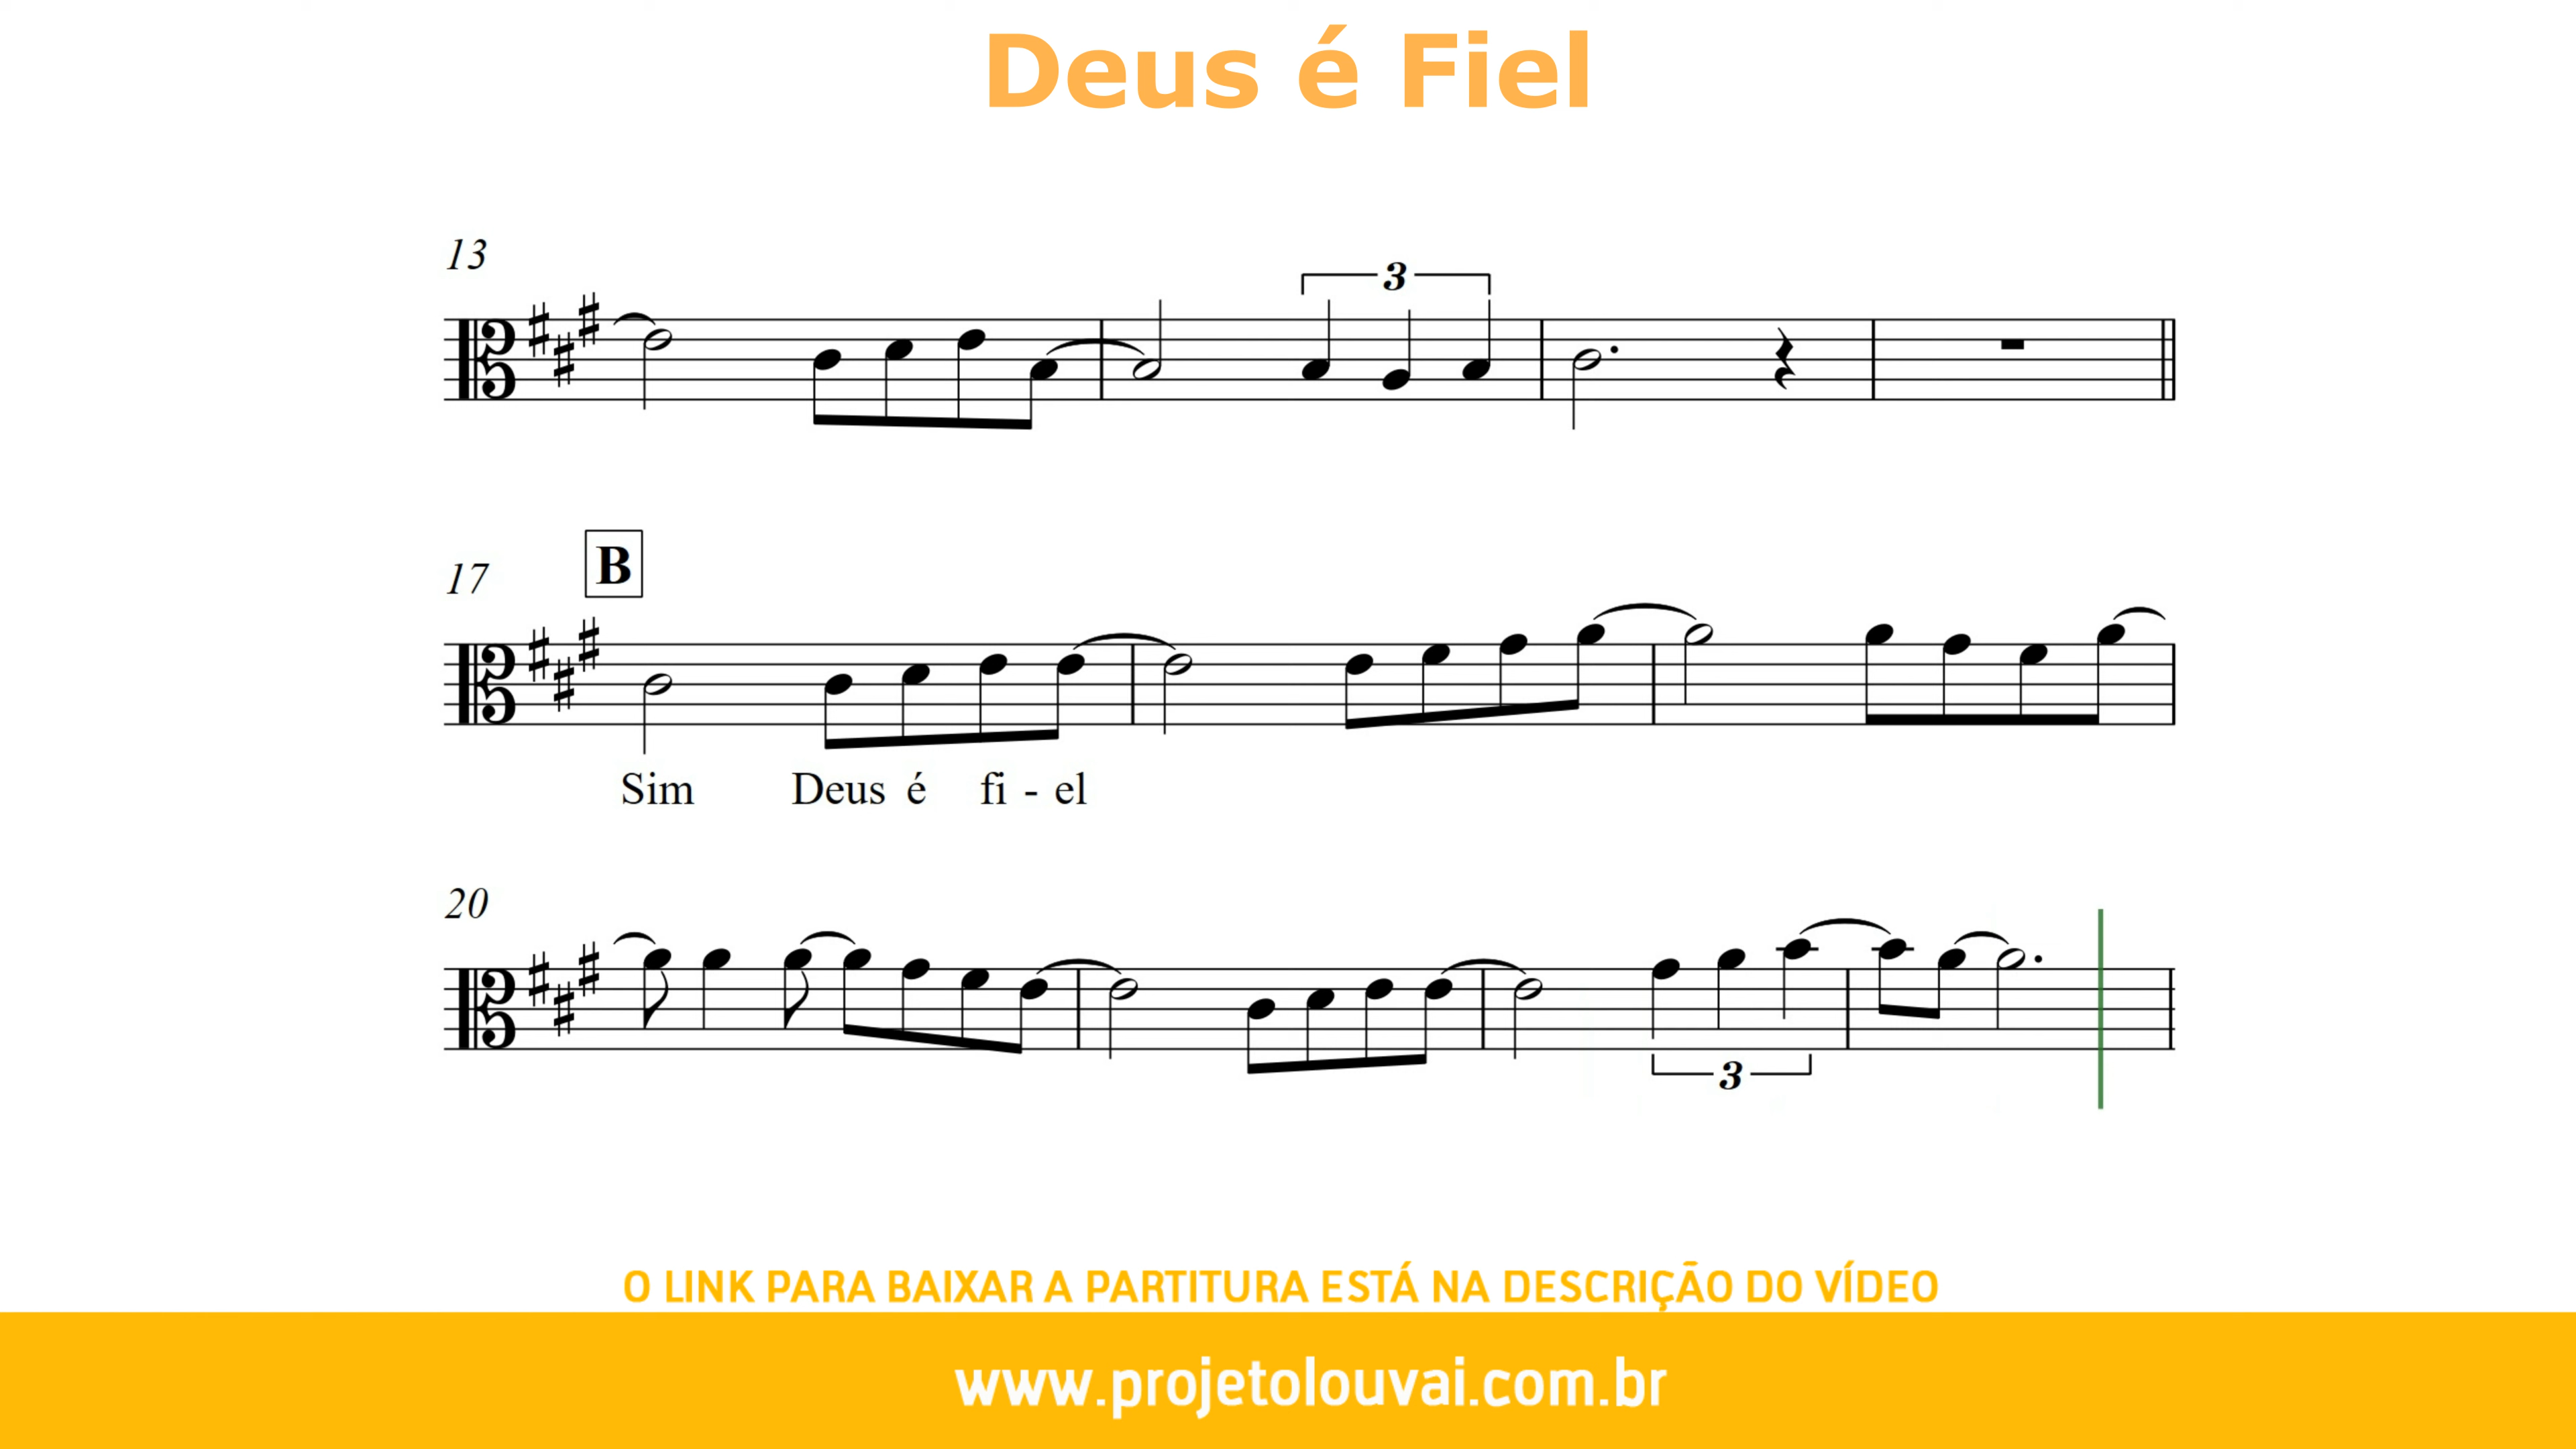 Deus é Fiel
13
3
17
B
Sim Deus é fi - el
20
3
O LINK PARA BAIXAR A PARTITURA ESTÁ NA DESCRIÇÃO DO VÍDEO
www.projetolouvai.com.br